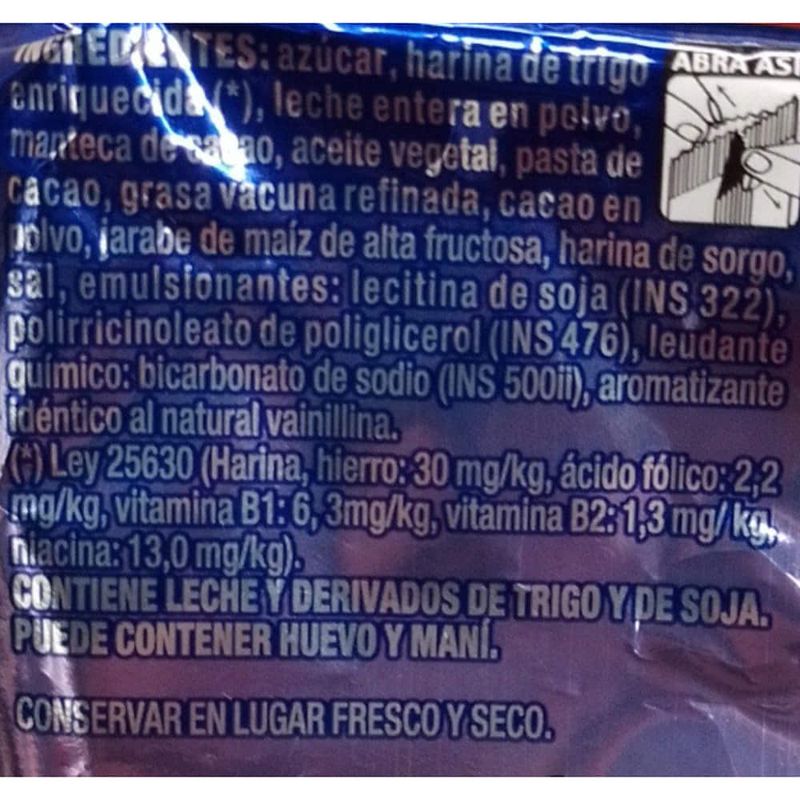 INGREDIENTES: azúcar, harina de trigo
enriquecida (*), leche entera en polvo,
manteca de cacao, aceite vegetal, pasta de
cacao, grasa vacuna refinada, cacao en
polvo, jarabe de maíz de alta fructosa, harina de sorgo,
sal, emulsionantes: lecitina de soja (INS 322),
polirricinoleato de poliglicerol (INS 476), leudante
químico: bicarbonato de sodio (INS 500ii), aromatizante
idéntico al natural vainillina.
(*) Ley 25630 (Harina, hierro: 30 mg/kg, ácido fólico: 2,2
mg/kg, vitamina B1: 6, 3mg/kg, vitamina B2: 1,3 mg/ kg,
niacina: 13,0 mg/kg).
CONTIENE LECHE Y DERIVADOS DE TRIGO Y DE SOJA.
PUEDE CONTENER HUEVO Y MANÍ.
CONSERVAR EN LUGAR FRESCO Y SECO.
ABRA ASI